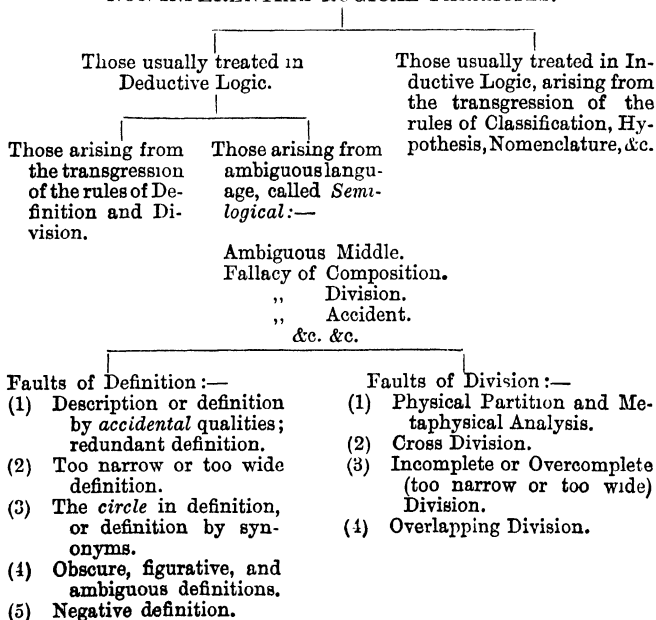 Those usually treated in
Deductive Logic.
Those usually treated in In-
ductive Logic, arising from
the transgression of the
rules of Classification, Hy-
pothesis, Nomenclature, &c.
Those arising from
the transgression
of the rules of De-
finition and Di-
vision.
Those arising from
ambiguous langu-
age, called Semi-
logical:—
Ambiguous Middle.
Fallacy of Composition.
,, Division.
,, Accident.
&c. &c.
Faults of Definition:—
(1) Description or definition
by accidental qualities;
redundant definition.
(2) Too narrow or too wide
definition.
(3) The circle in definition,
or definition by syn-
onyms.
(4) Obscure, figurative, and
ambiguous definitions.
(5) Negative definition.
Faults of Division:—
(1) Physical Partition and Me-
taphysical Analysis.
(2) Cross Division.
(3) Incomplete or Overcomplete
(too narrow or too wide)
Division.
(4) Overlapping Division.